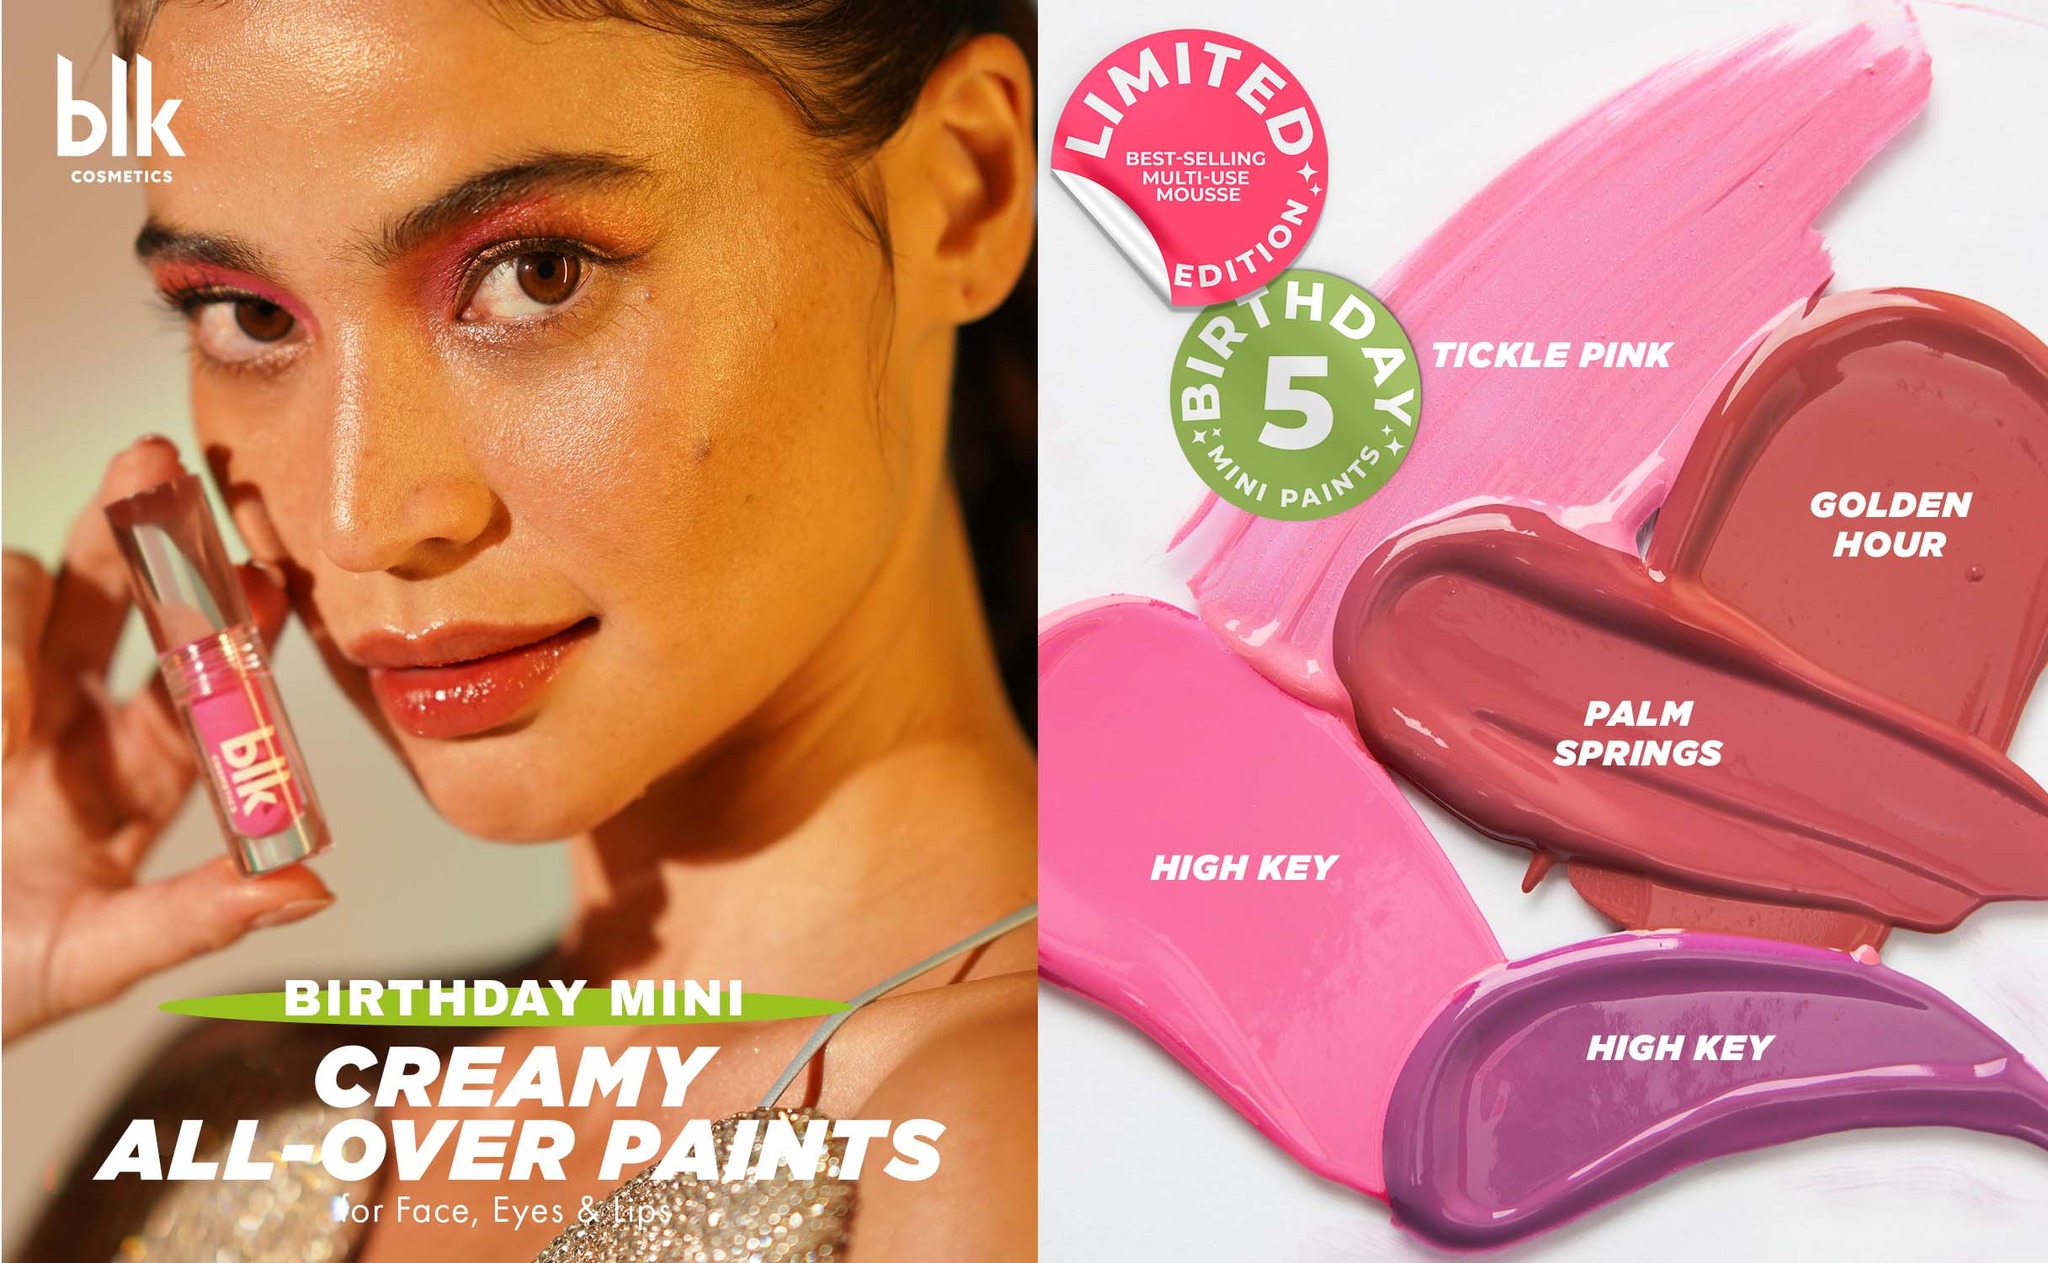 blk
COSMETICS
blk
COSMETICS
BIRTHDAY MINI
CREAMY
ALL-OVER PAINTS
for Face, Eyes & Lips
LIMITED
EDITION
BEST-SELLING
MULTI-USE
MOUSSE
BIRTHDAY
5
MINI PAINTS
TICKLE PINK
GOLDEN
HOUR
PALM
SPRINGS
HIGH KEY
HIGH KEY